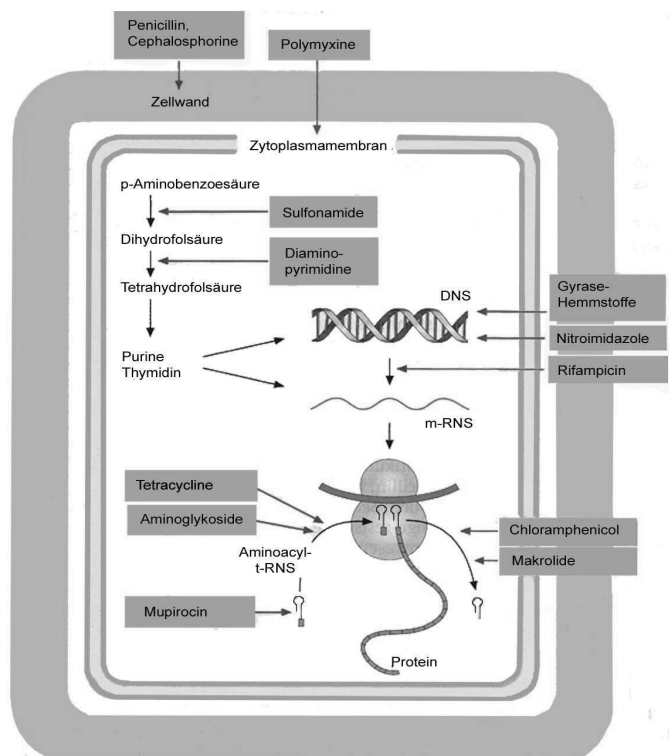 Penicillin,
Cephalosphorine
Polymyxine
Zellwand
Zytoplasmamembran .
p-Aminobenzoesäure
Sulfonamide
Dihydrofolsäure
Diamino-
pyrimidine
Tetrahydrofolsäure
DNS
Gyrase-
Hemmstoffe
Nitroimidazole
Purine
Thymidin
Rifampicin
m-RNS
Tetracycline
Aminoglykoside
Chloramphenicol
Aminoacyl-
t-RNS
Makrolide
Mupirocin
Protein